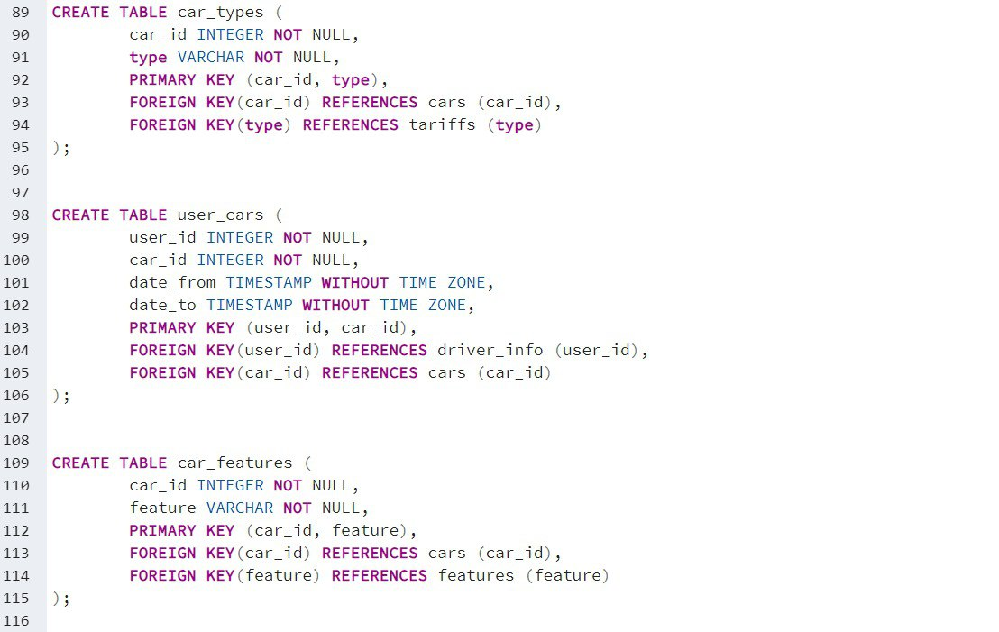 89 CREATE TABLE car_types (
90 car_id INTEGER NOT NULL,
91 type VARCHAR NOT NULL,
92 PRIMARY KEY (car_id, type),
93 FOREIGN KEY(car_id) REFERENCES cars (car_id),
94 FOREIGN KEY(type) REFERENCES tariffs (type)
95 );
96
97
98 CREATE TABLE user_cars (
99 user_id INTEGER NOT NULL,
100 car_id INTEGER NOT NULL,
101 date_from TIMESTAMP WITHOUT TIME ZONE,
102 date_to TIMESTAMP WITHOUT TIME ZONE,
103 PRIMARY KEY (user_id, car_id),
104 FOREIGN KEY(user_id) REFERENCES driver_info (user_id),
105 FOREIGN KEY(car_id) REFERENCES cars (car_id)
106 );
107
108
109 CREATE TABLE car_features (
110 car_id INTEGER NOT NULL,
111 feature VARCHAR NOT NULL,
112 PRIMARY KEY (car_id, feature),
113 FOREIGN KEY(car_id) REFERENCES cars (car_id),
114 FOREIGN KEY(feature) REFERENCES features (feature)
115 );
116